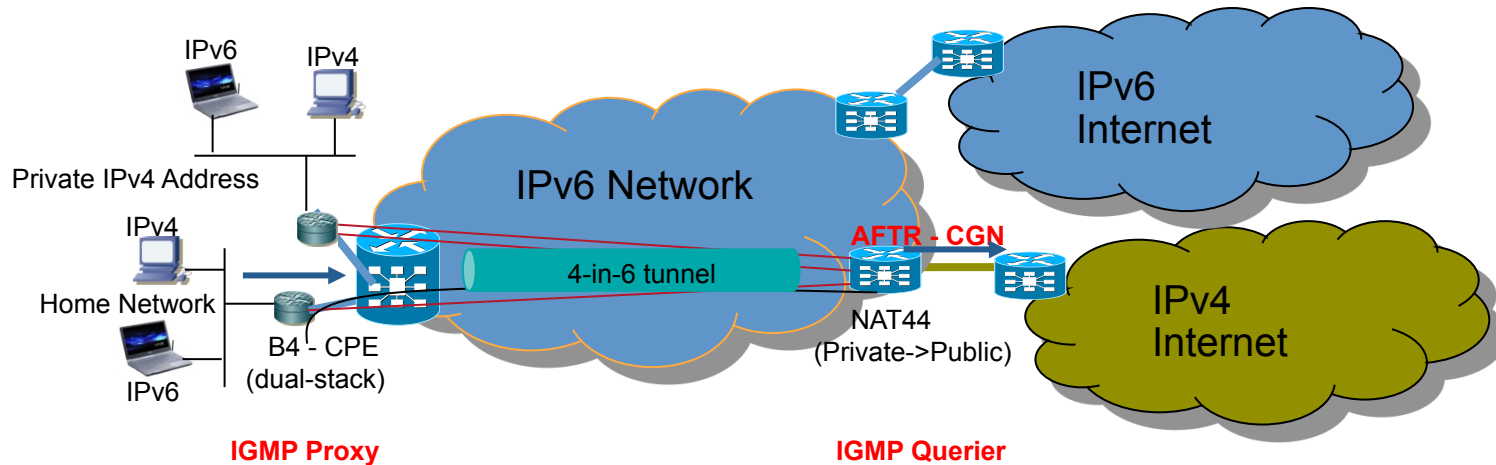 IPv6
IPv4
Private IPv4 Address
IPv4
Home Network
IPv6
B4 - CPE
(dual-stack)
IGMP Proxy
IPv6 Network
4-in-6 tunnel
AFTR - CGN
NAT44
(Private->Public)
IGMP Querier
IPv6
Internet
IPv4
Internet